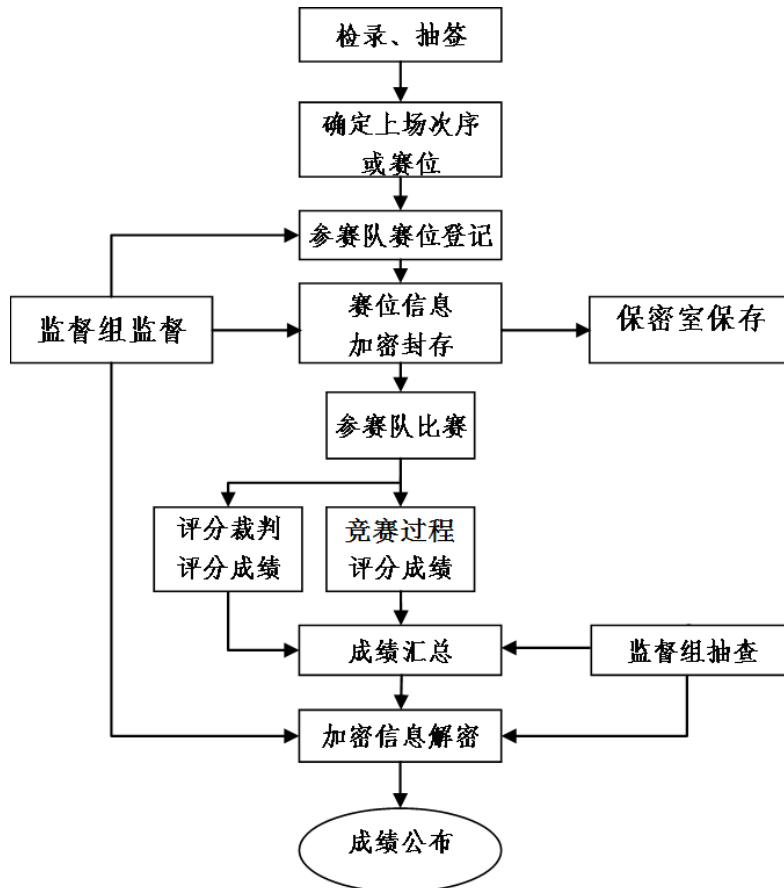 检录、抽签
确定上场次序
或赛位
参赛队赛位登记
监督组监督
赛位信息
加密封存
保密室保存
参赛队比赛
评分裁判
评分成绩
竞赛过程
评分成绩
成绩汇总
监督组抽查
加密信息解密
成绩公布